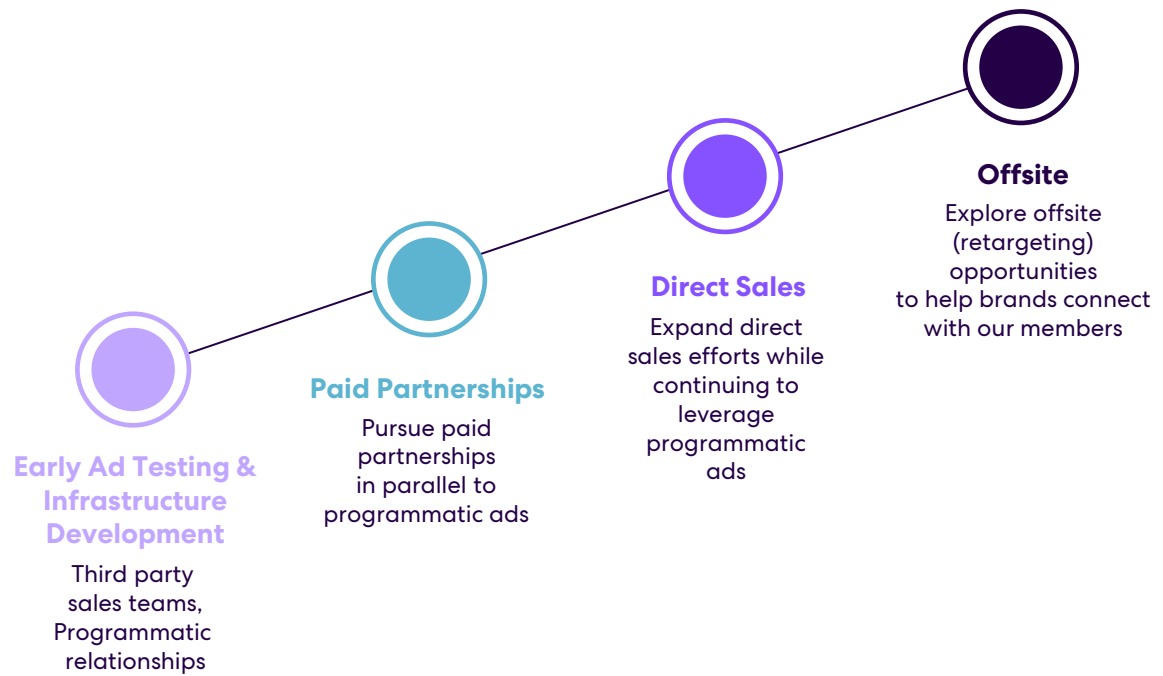 Early Ad Testing &
Infrastructure
Development
Third party
sales teams,
Programmatic
relationships
Paid Partnerships
Pursue paid
partnerships
in parallel to
programmatic ads
Direct Sales
Expand direct
sales efforts while
continuing to
leverage
programmatic
ads
Offsite
Explore offsite
(retargeting)
opportunities
to help brands connect
with our members